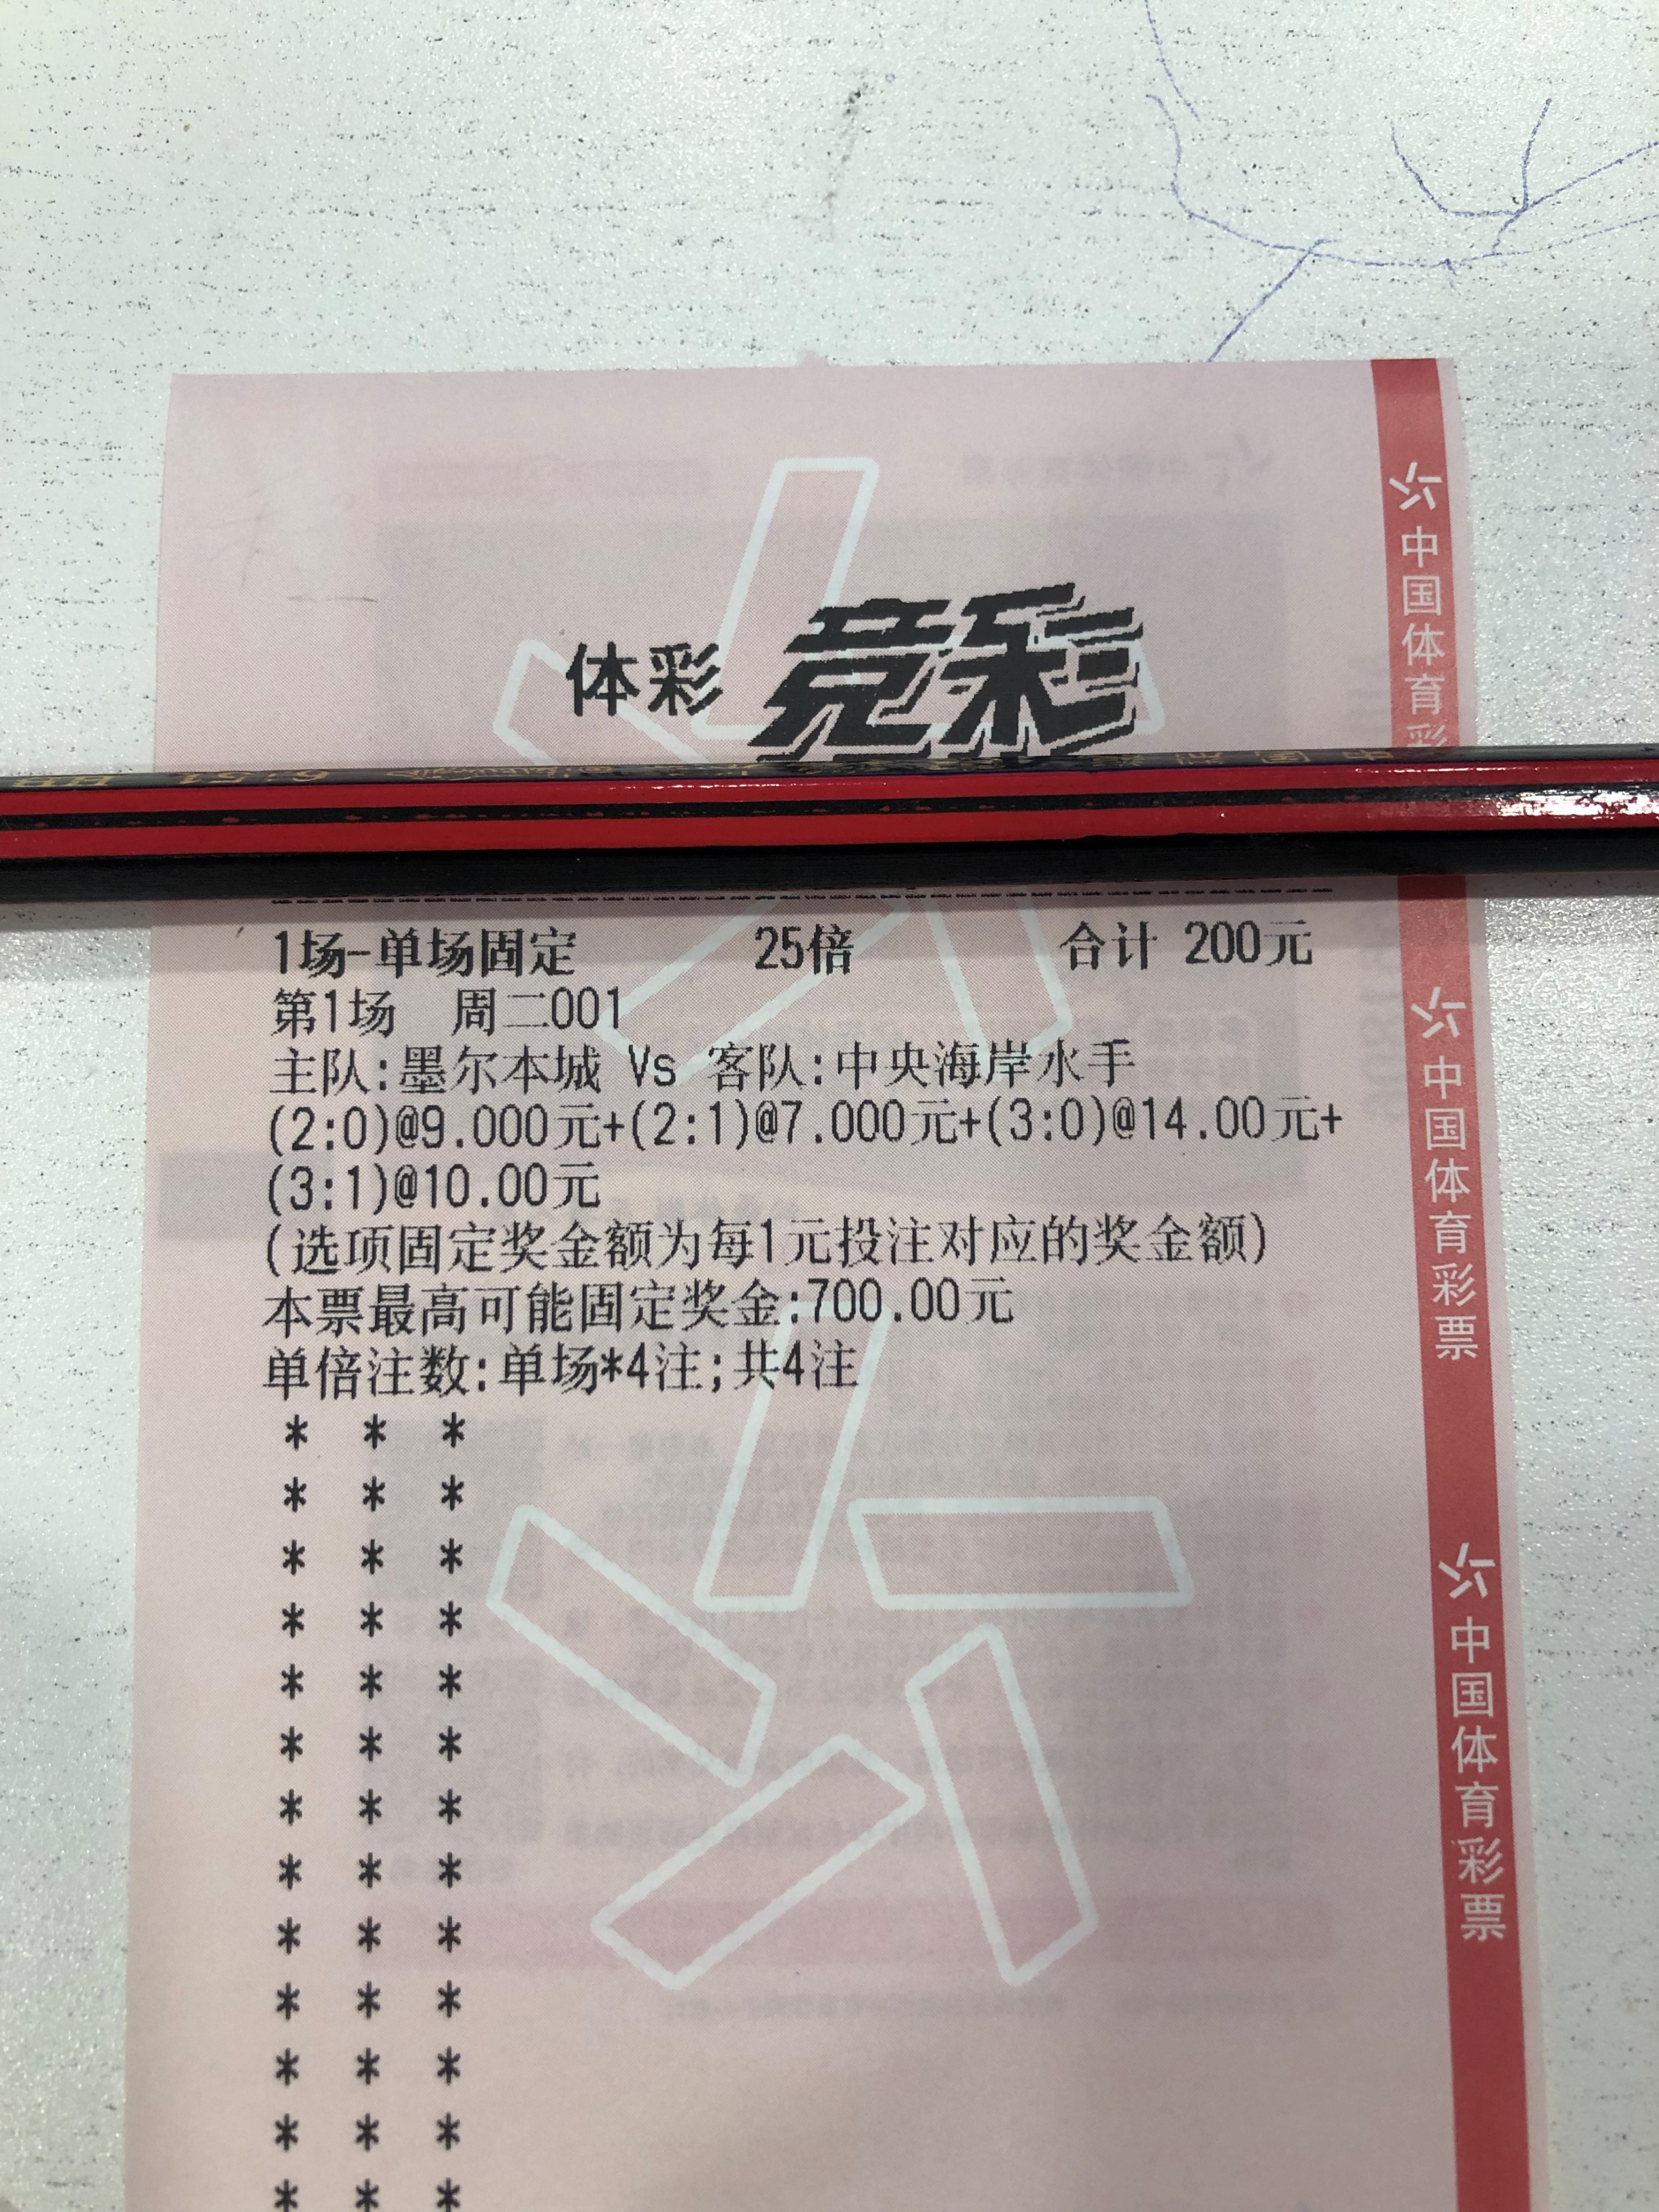 体彩 竞彩
1场-单场固定 25倍 合计 200元
第1场 周二001
主队:墨尔本城 Vs 客队:中央海岸水手
(2:0)@9.000元+(2:1)@7.000元+(3:0)@14.00元+
(3:1)@10.00元
(选项固定奖金额为每1元投注对应的奖金额)
本票最高可能固定奖金:700.00元
单倍注数:单场*4注;共4注
* * *
* * *
* * *
* * *
* * *
* * *
* * *
* * *
* * *
* * *
* * *
* * *
* * *
中国体育彩
中国体育彩票
中国体育彩票